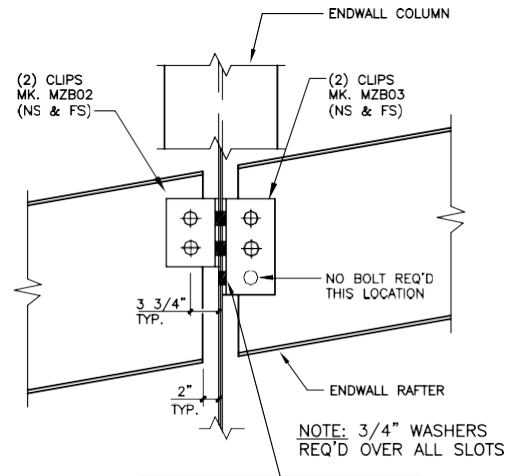 ENDWALL COLUMN
(2) CLIPS
MK. MZB02
(NS & FS)
(2) CLIPS
MK. MZB03
(NS & FS)
NO BOLT REQ'D
THIS LOCATION
3 3/4"
TYP.
2"
TYP.
ENDWALL RAFTER
NOTE: 3/4" WASHERS
REQ'D OVER ALL SLOTS